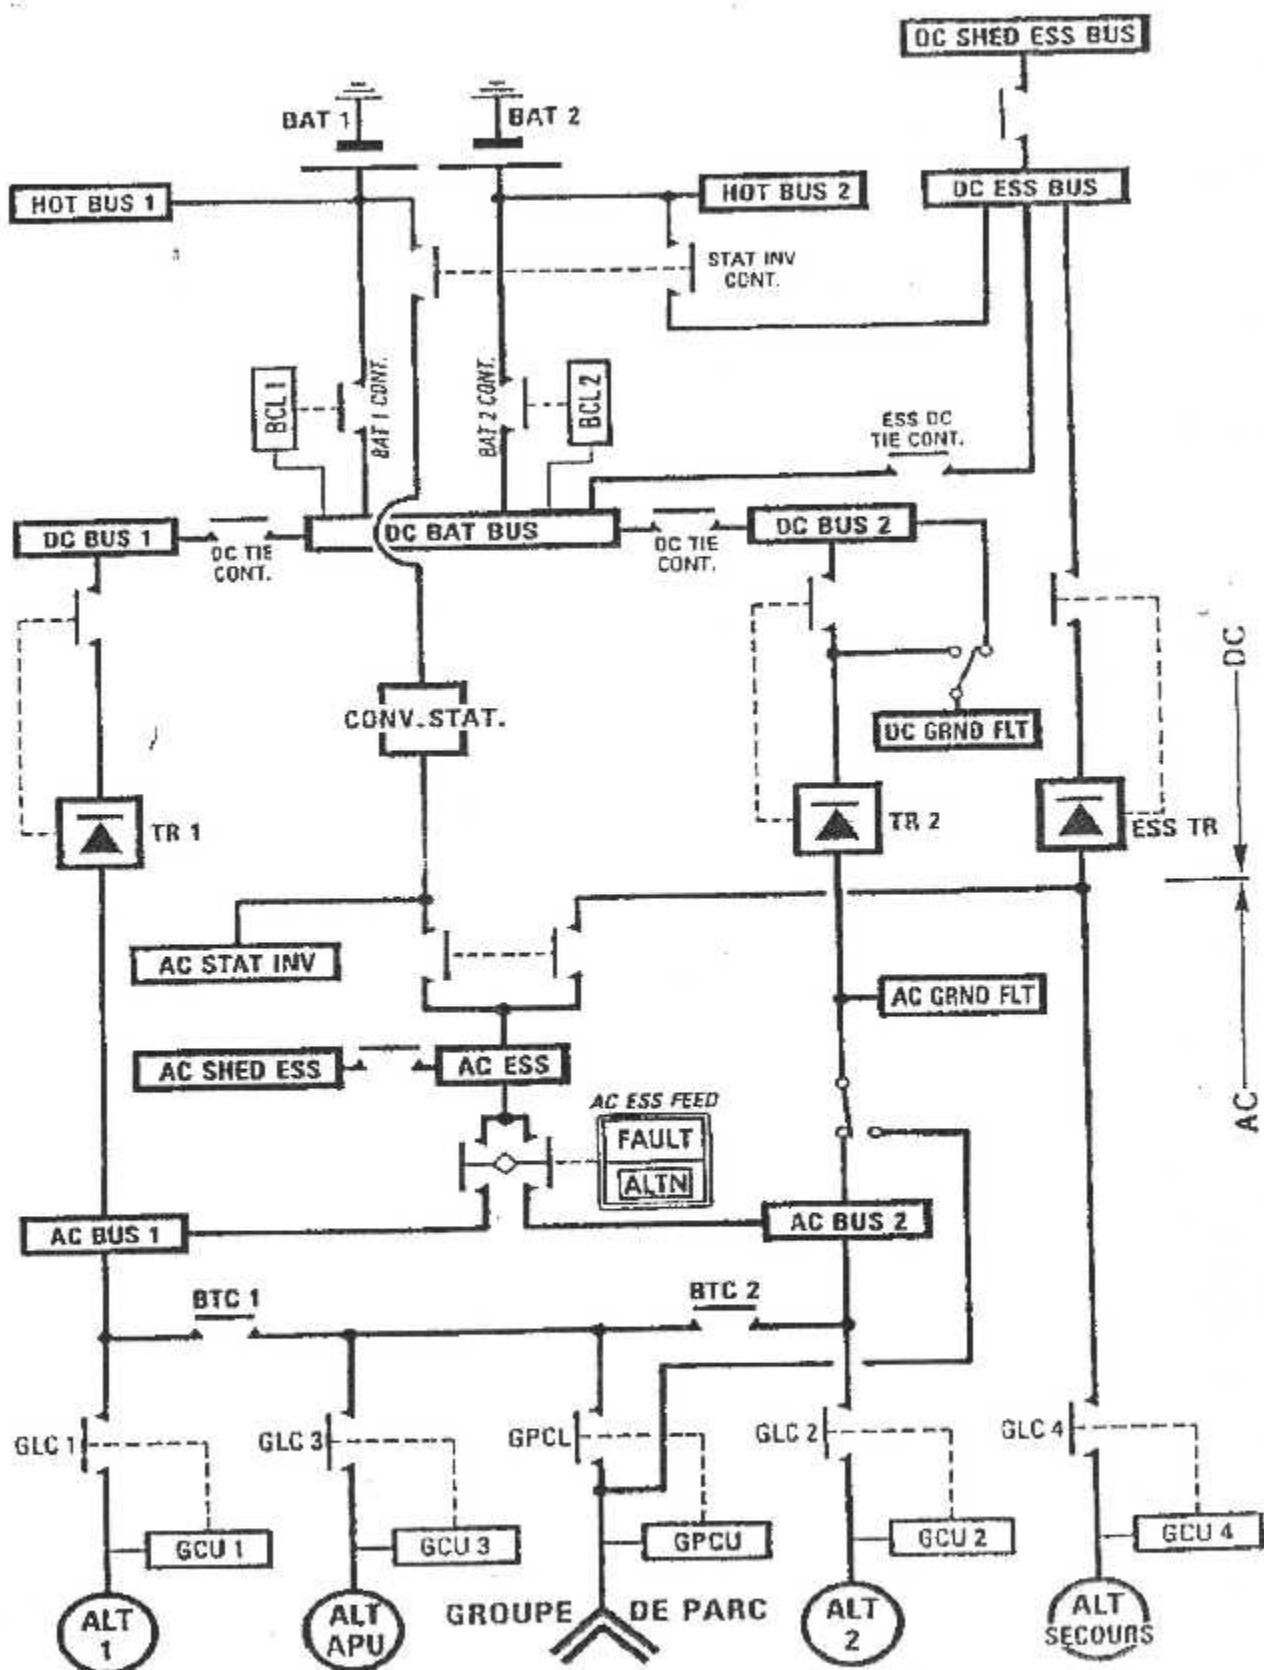 DC SHED ESS BUS
BAT 1
BAT 2
HOT BUS 1
HOT BUS 2
DC ESS BUS
STAT INV
CONT.
BCL 1
BAT 1 CONT.
BAT 2 CONT.
BCL 2
ESS DC
TIE CONT.
DC BUS 1
DC TIE
CONT.
DC BAT BUS
DC TIE
CONT.
DC BUS 2
DC
CONV.STAT.
DC GRND FLT
TR 1
TR 2
ESS TR
AC STAT INV
AC GRND FLT
AC SHED ESS
AC ESS
AC
AC ESS FEED
FAULT
ALTN
AC BUS 1
AC BUS 2
BTC 1
BTC 2
GLC 1
GLC 3
GPCL
GLC 2
GLC 4
GCU 1
GCU 3
GPCU
GCU 2
GCU 4
ALT
1
ALT
APU
GROUPE DE PARC
ALT
2
ALT
SECOURS